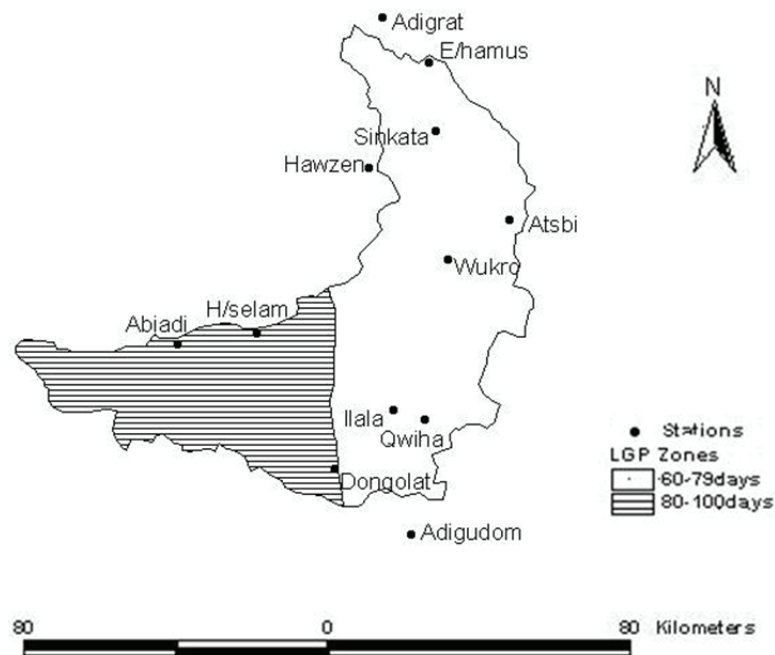 Adigrat
E/hamus
N
Sinkata
Hawzen
Atsbi
Wukro
H/selam
Abiadi
Ilala
Qwiha
Stations
LGP Zones
60-79days
Dongolat
80-100days
Adigudom
80 0 80 Kilometers